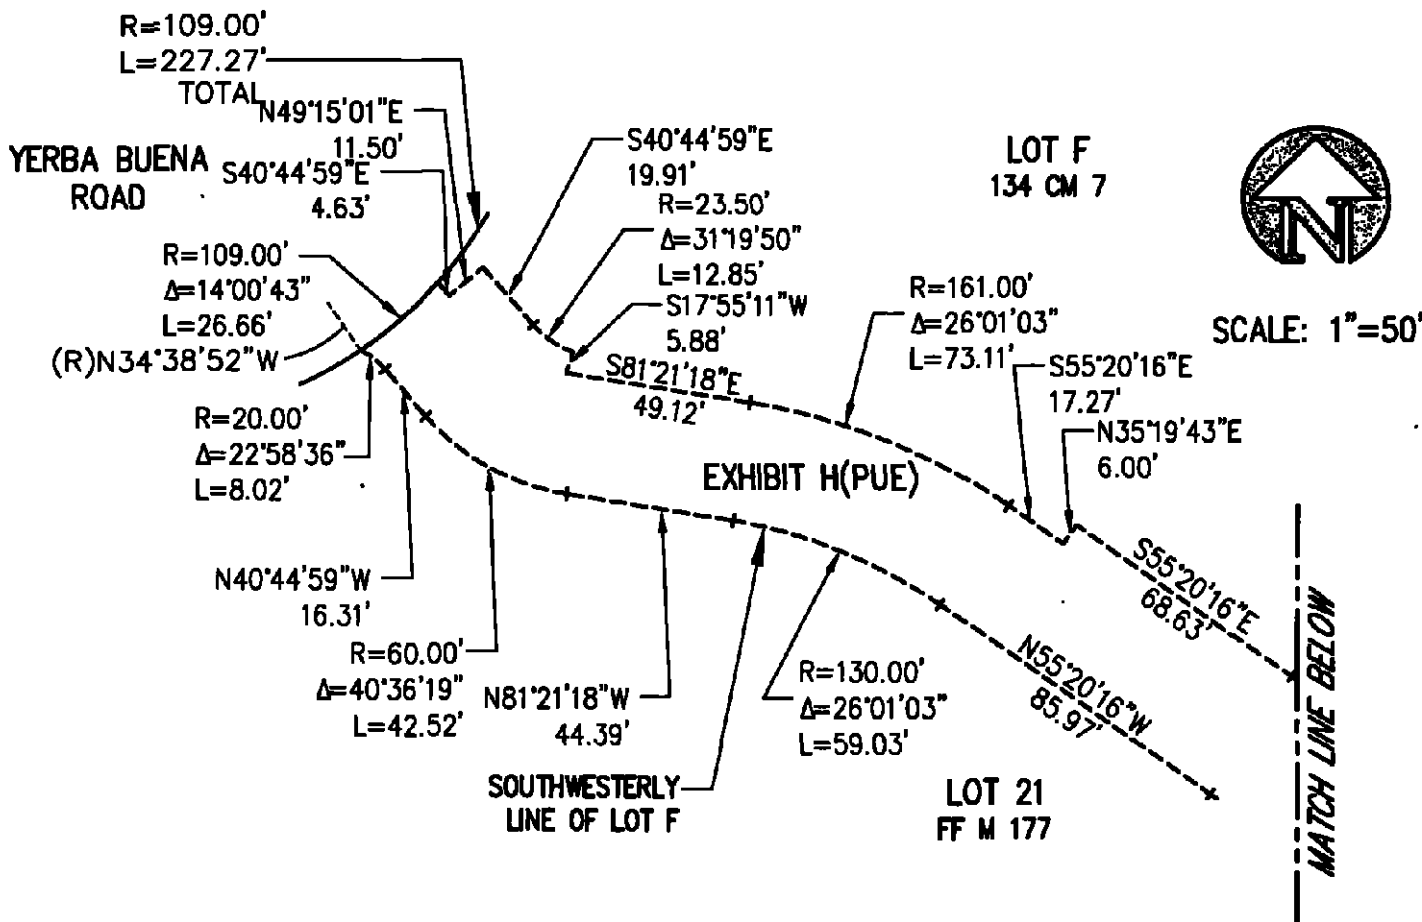 R=109.00'
L=227.27'
TOTAL
N49°15'01"E
11.50'
YERBA BUENA
ROAD
S40°44'59"E
4.63'
S40°44'59"E
19.91'
R=23.50'
Δ=31°19'50"
L=12.85'
S17°55'11"W
5.88'
LOT F
134 CM 7
N
SCALE: 1"=50'
R=109.00'
Δ=14°00'43"
L=26.66'
(R)N34°38'52"W
R=161.00'
Δ=26°01'03"
L=73.11'
S55°20'16"E
17.27'
N35°19'43"E
6.00'
S81°21'18"E
49.12'
R=20.00'
Δ=22°58'36"
L=8.02'
EXHIBIT H(PUE)
S55°20'16"E
68.63'
N40°44'59"W
16.31'
R=60.00'
Δ=40°36'19"
L=42.52'
N81°21'18"W
44.39'
R=130.00'
Δ=26°01'03"
L=59.03'
N55°20'16"W
85.97'
SOUTHWESTERLY
LINE OF LOT F
LOT 21
FF M 177
MATCH LINE BELOW